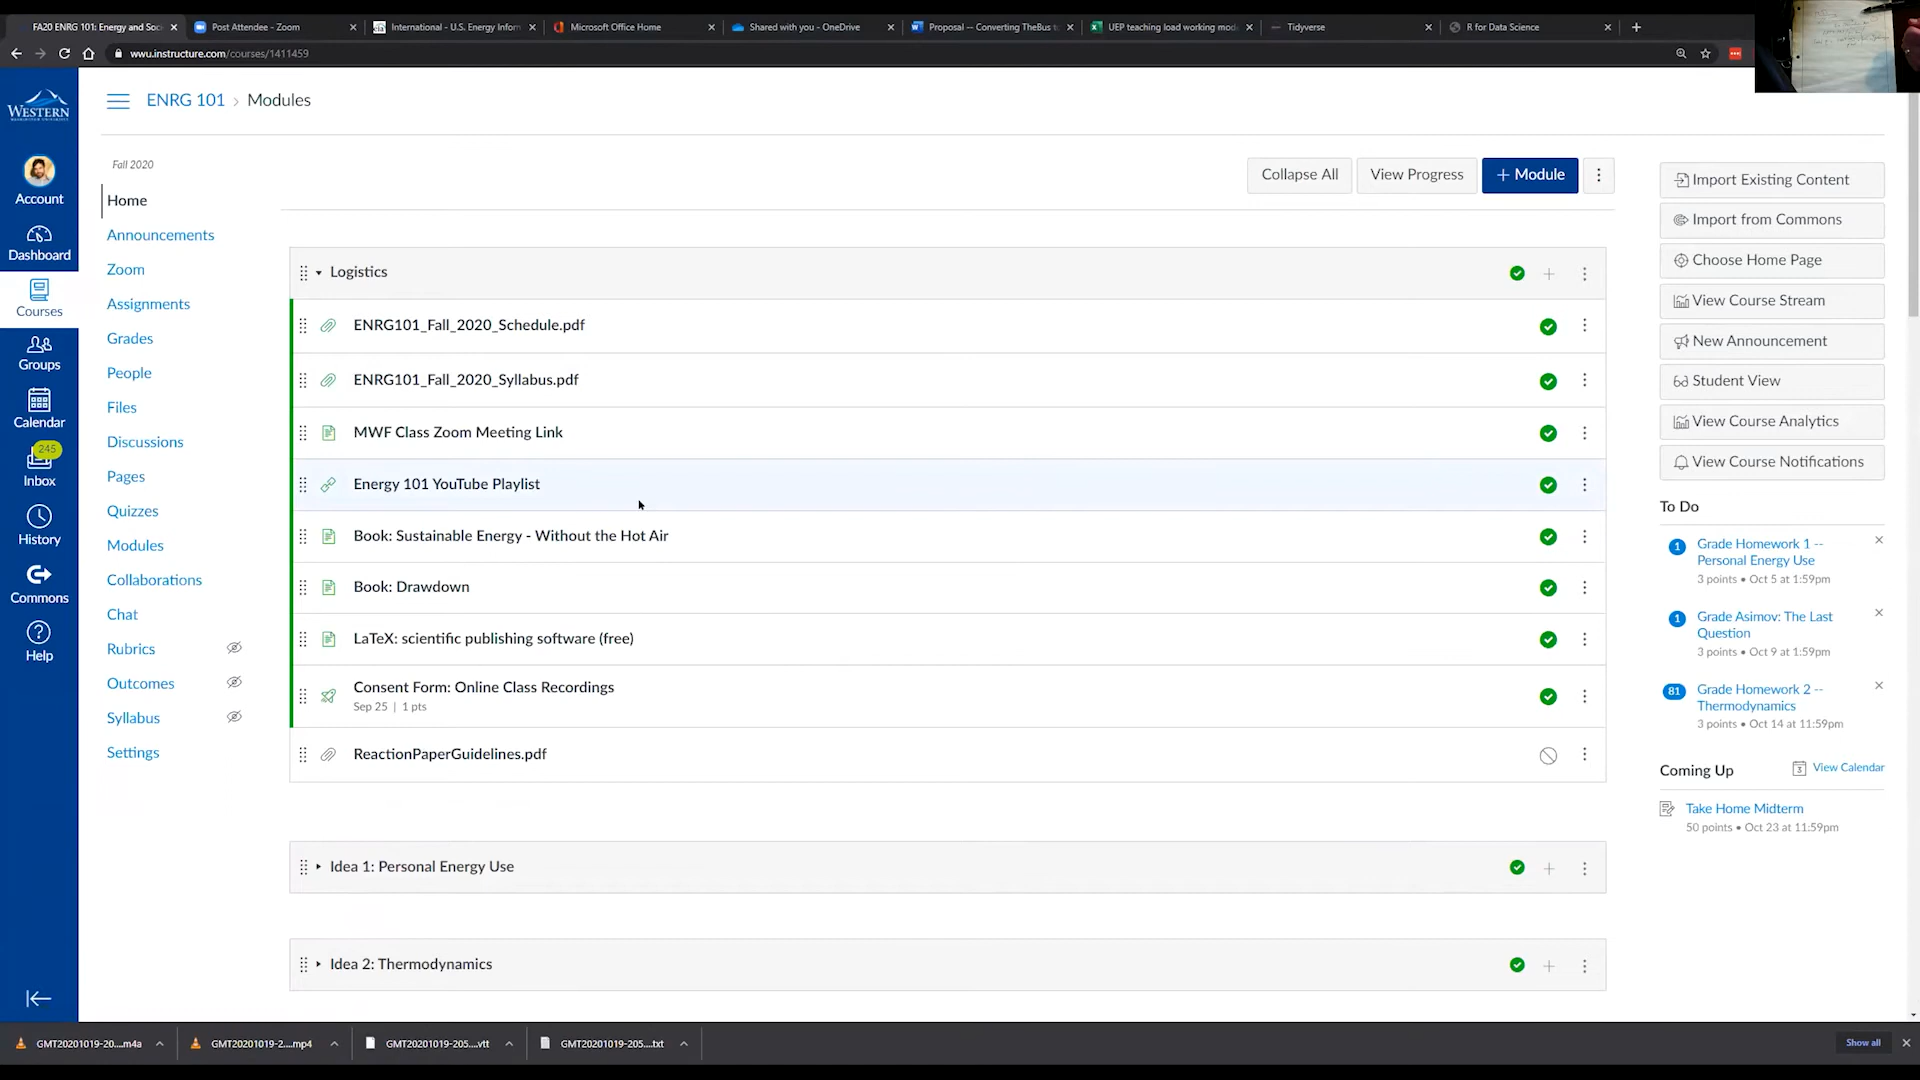 FA20 ENRG 101: Energy and Soc
Post Attendee - Zoom
International - U.S. Energy Inform
Microsoft Office Home
Shared with you - OneDrive
Proposal -- Converting TheBus to
UEP teaching load working mod
Tidyverse
R for Data Science
wwu.instructure.com/courses/1411459
WESTERN
WASHINGTON UNIVERSITY
Account
Dashboard
Courses
Groups
Calendar
245
Inbox
History
Commons
Help
ENRG 101 › Modules
Fall 2020
Home
Announcements
Zoom
Assignments
Grades
People
Files
Discussions
Pages
Quizzes
Modules
Collaborations
Chat
Rubrics
Outcomes
Syllabus
Settings
Collapse All
View Progress
+ Module
Logistics
ENRG101_Fall_2020_Schedule.pdf
ENRG101_Fall_2020_Syllabus.pdf
MWF Class Zoom Meeting Link
Energy 101 YouTube Playlist
Book: Sustainable Energy - Without the Hot Air
Book: Drawdown
LaTeX: scientific publishing software (free)
Consent Form: Online Class Recordings
Sep 25 | 1 pts
ReactionPaperGuidelines.pdf
Idea 1: Personal Energy Use
Idea 2: Thermodynamics
Import Existing Content
Import from Commons
Choose Home Page
View Course Stream
New Announcement
Student View
View Course Analytics
View Course Notifications
To Do
1
Grade Homework 1 --
Personal Energy Use
3 points • Oct 5 at 1:59pm
1
Grade Asimov: The Last
Question
3 points • Oct 9 at 1:59pm
81
Grade Homework 2 --
Thermodynamics
3 points • Oct 14 at 11:59pm
Coming Up
3
View Calendar
Take Home Midterm
50 points • Oct 23 at 11:59pm
GMT20201019-20....m4a
GMT20201019-2....mp4
GMT20201019-205....vtt
GMT20201019-205....txt
Show all